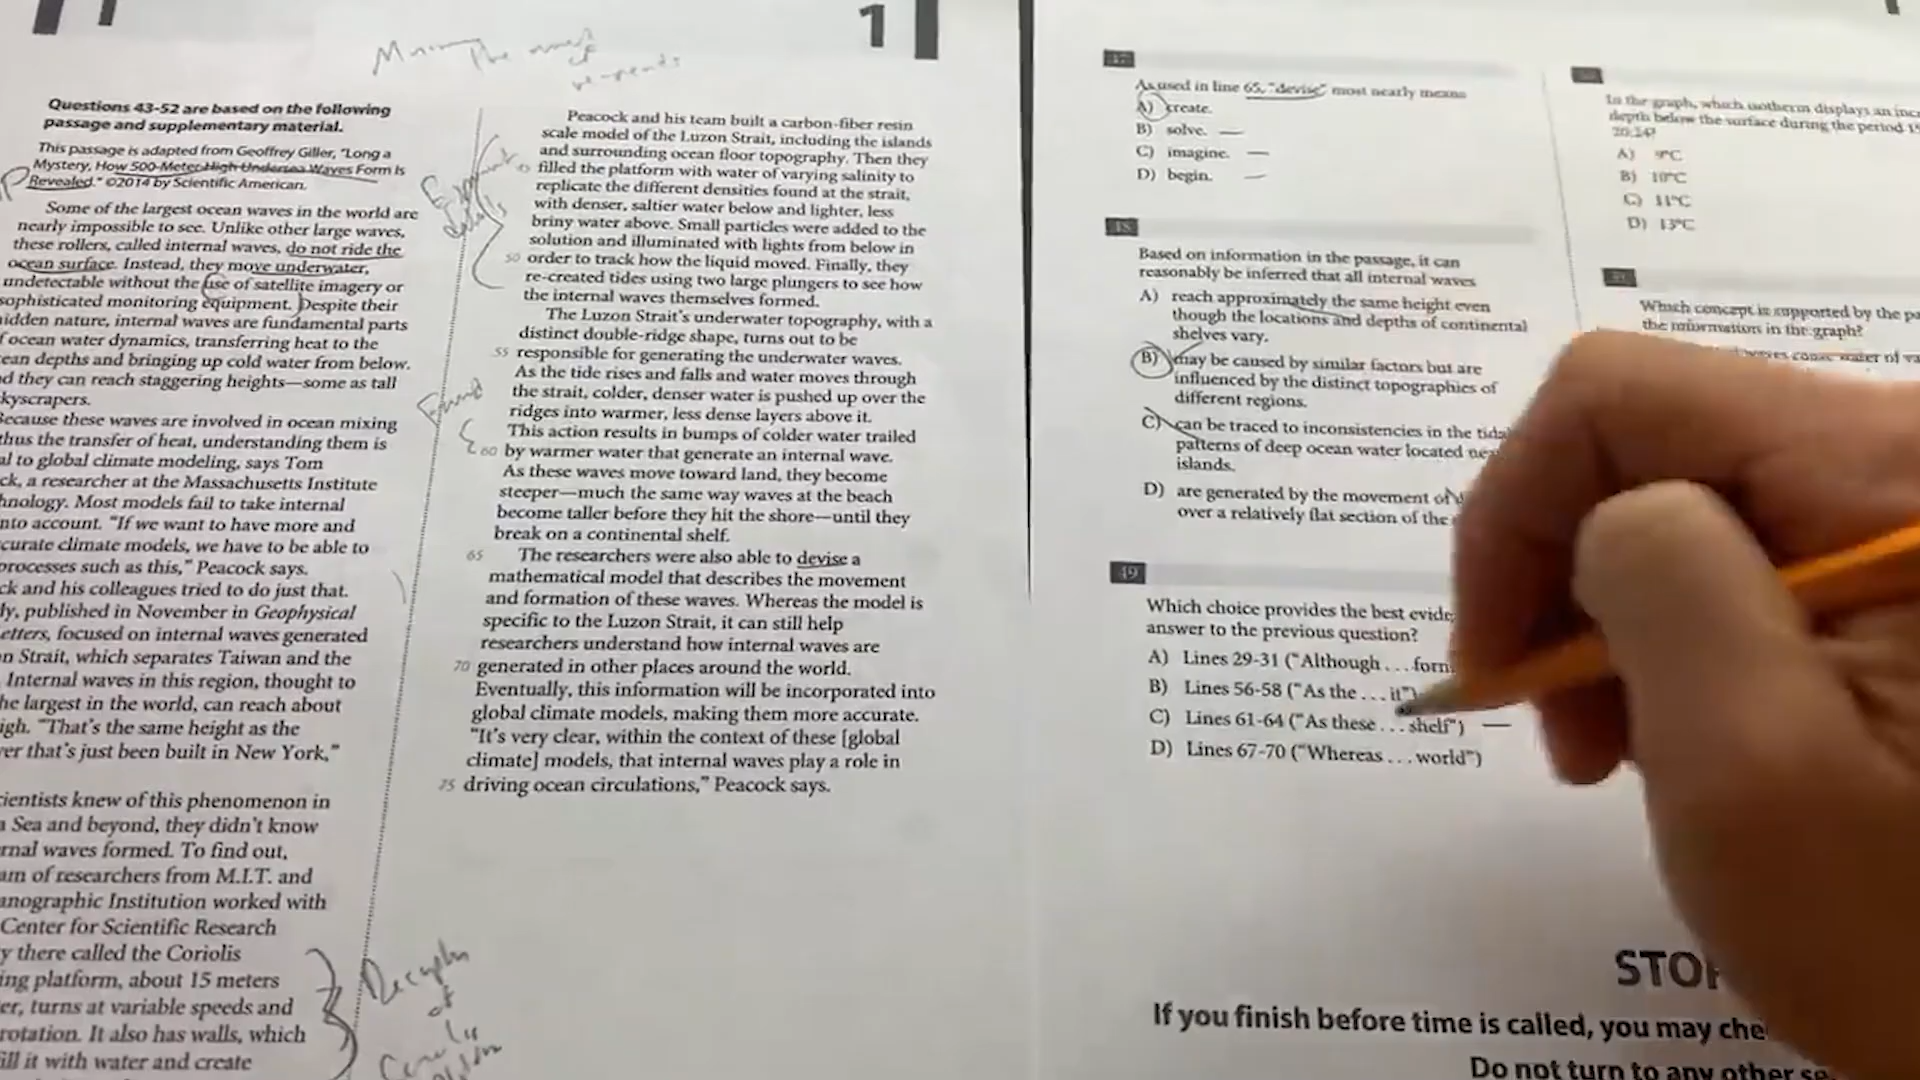 1
Questions 43-52 are based on the following
passage and supplementary material.
This passage is adapted from Geoffrey Giller, "Long a
Mystery, How 500-Meter-High Undersea Waves Form Is
Revealed." ©2014 by Scientific American.
Some of the largest ocean waves in the world are
nearly impossible to see. Unlike other large waves,
these rollers, called internal waves, do not ride the
ocean surface. Instead, they move underwater,
undetectable without the use of satellite imagery or
sophisticated monitoring equipment. Despite their
idden nature, internal waves are fundamental parts
f ocean water dynamics, transferring heat to the
ean depths and bringing up cold water from below.
d they can reach staggering heights—some as tall
kyscrapers.
ecause these waves are involved in ocean mixing
thus the transfer of heat, understanding them is
al to global climate modeling, says Tom
ck, a researcher at the Massachusetts Institute
hnology. Most models fail to take internal
nto account. "If we want to have more and
curate climate models, we have to be able to
processes such as this," Peacock says.
ck and his colleagues tried to do just that.
ly, published in November in Geophysical
etters, focused on internal waves generated
n Strait, which separates Taiwan and the
Internal waves in this region, thought to
he largest in the world, can reach about
igh. "That's the same height as the
er that's just been built in New York,"
cientists knew of this phenomenon in
a Sea and beyond, they didn't know
rnal waves formed. To find out,
am of researchers from M.I.T. and
anographic Institution worked with
Center for Scientific Research
y there called the Coriolis
ing platform, about 15 meters
er, turns at variable speeds and
rotation. It also has walls, which
ill it with water and create
Peacock and his team built a carbon-fiber resin
scale model of the Luzon Strait, including the islands
and surrounding ocean floor topography. Then they
filled the platform with water of varying salinity to
replicate the different densities found at the strait,
with denser, saltier water below and lighter, less
briny water above. Small particles were added to the
solution and illuminated with lights from below in
50 order to track how the liquid moved. Finally, they
re-created tides using two large plungers to see how
the internal waves themselves formed.
The Luzon Strait's underwater topography, with a
distinct double-ridge shape, turns out to be
55 responsible for generating the underwater waves.
As the tide rises and falls and water moves through
the strait, colder, denser water is pushed up over the
ridges into warmer, less dense layers above it.
This action results in bumps of colder water trailed
60 by warmer water that generate an internal wave.
As these waves move toward land, they become
steeper—much the same way waves at the beach
become taller before they hit the shore—until they
break on a continental shelf.
65 The researchers were also able to devise a
mathematical model that describes the movement
and formation of these waves. Whereas the model is
specific to the Luzon Strait, it can still help
researchers understand how internal waves are
70 generated in other places around the world.
Eventually, this information will be incorporated into
global climate models, making them more accurate.
"It's very clear, within the context of these [global
climate] models, that internal waves play a role in
75 driving ocean circulations," Peacock says.
As used in line 65, "devise" most nearly means
A) create.
B) solve.
C) imagine.
D) begin.
48
Based on information in the passage, it can
reasonably be inferred that all internal waves
A) reach approximately the same height even
though the locations and depths of continental
shelves vary.
B) may be caused by similar factors but are
influenced by the distinct topographies of
different regions.
C) can be traced to inconsistencies in the tida
patterns of deep ocean water located nea
islands.
D) are generated by the movement of
over a relatively flat section of the
49
Which choice provides the best evide
answer to the previous question?
A) Lines 29-31 ("Although . . . form
B) Lines 56-58 ("As the . . . it")
C) Lines 61-64 ("As these . . . shelf")
D) Lines 67-70 ("Whereas . . . world")
In the graph, which isotherm displays an inc
depth below the surface during the period 19
20:24?
A) 9°C
B) 10°C
C) 11°C
D) 13°C
Which concept is supported by the pa
the information in the graph?
STO
If you finish before time is called, you may che
Do not turn to any other se